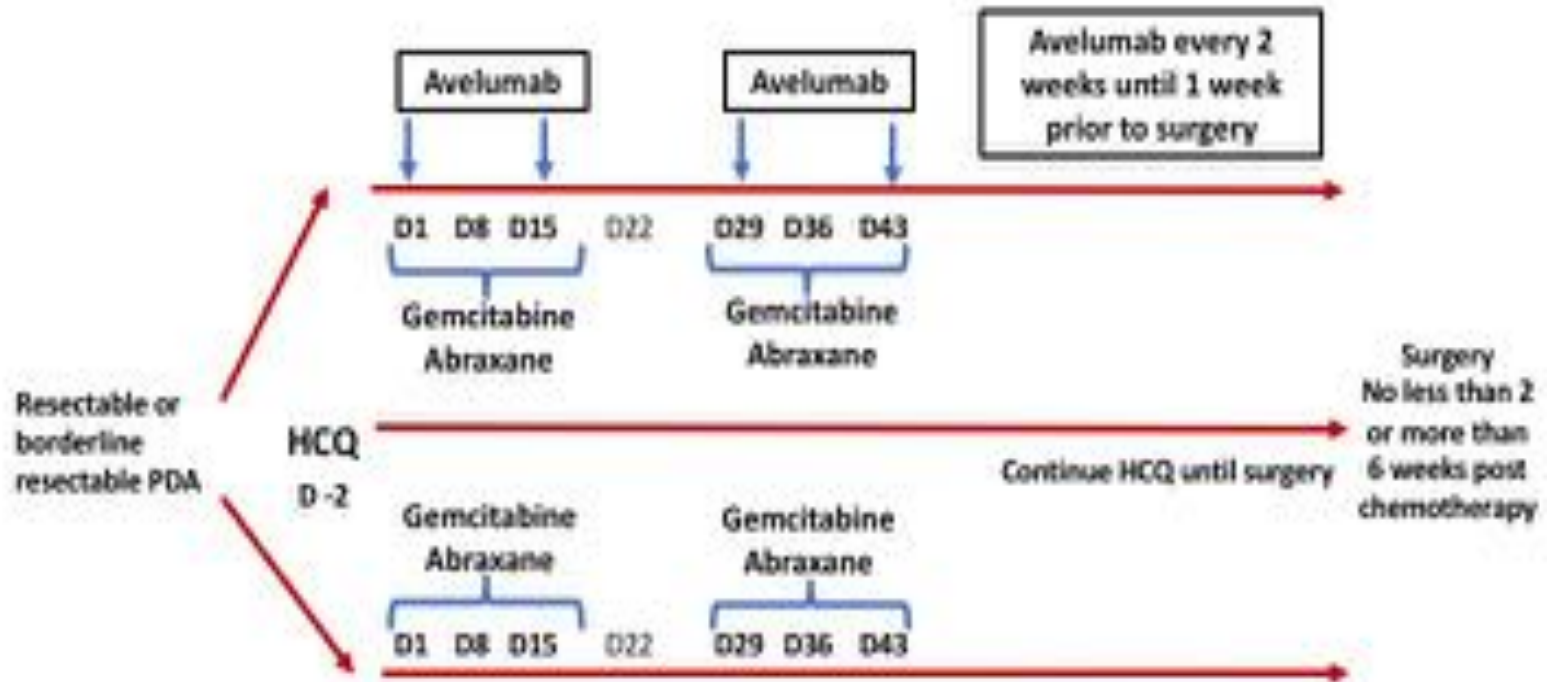 Avelumab
Avelumab
Avelumab every 2
weeks until 1 week
prior to surgery
D1 D8 D15 D22 D29 D36 D43
Gemcitabine
Abraxane
Gemcitabine
Abraxane
Resectable or
borderline
resectable PDA
HCQ
D -2
Continue HCQ until surgery
Surgery
No less than 2
or more than
6 weeks post
chemotherapy
Gemcitabine
Abraxane
Gemcitabine
Abraxane
D1 D8 D15 D22 D29 D36 D43